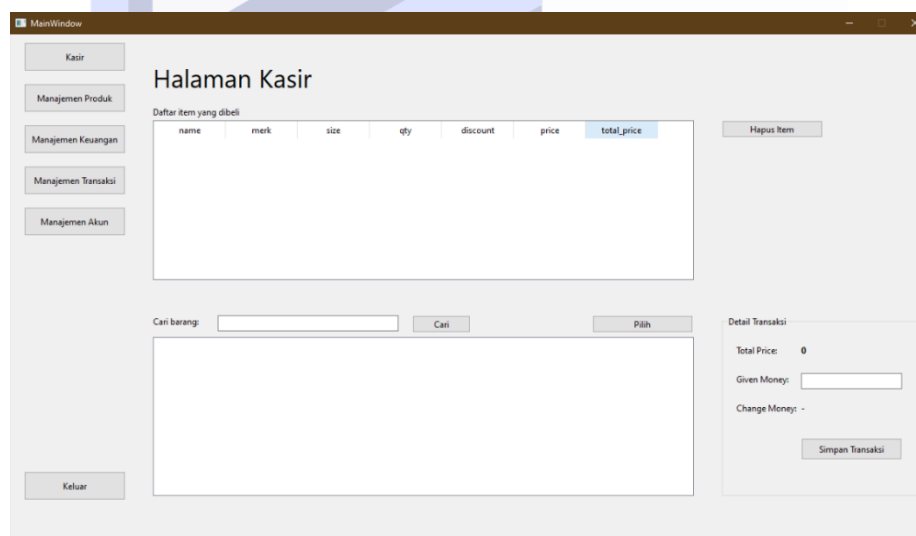 MainWindow
Kasir
Manajemen Produk
Manajemen Keuangan
Manajemen Transaksi
Manajemen Akun
Keluar
Halaman Kasir
Daftar item yang dibeli
name merk size qty discount price total_price
Hapus Item
Cari barang: Cari Pilih
Detail Transaksi
Total Price: 0
Given Money:
Change Money: -
Simpan Transaksi